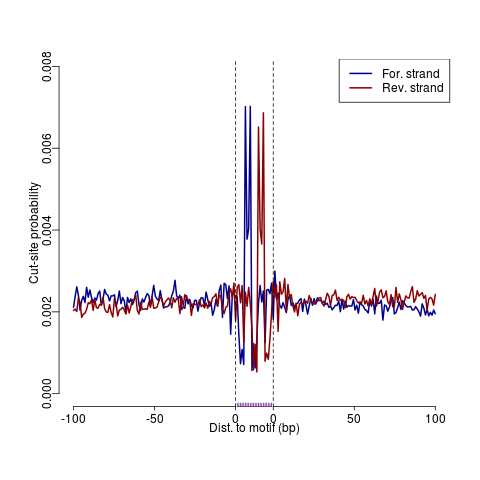 For. strand
Rev. strand
Cut-site probability
0.008
0.006
0.004
0.002
0.000
-100 -50 0 0 50 100
Dist. to motif (bp)